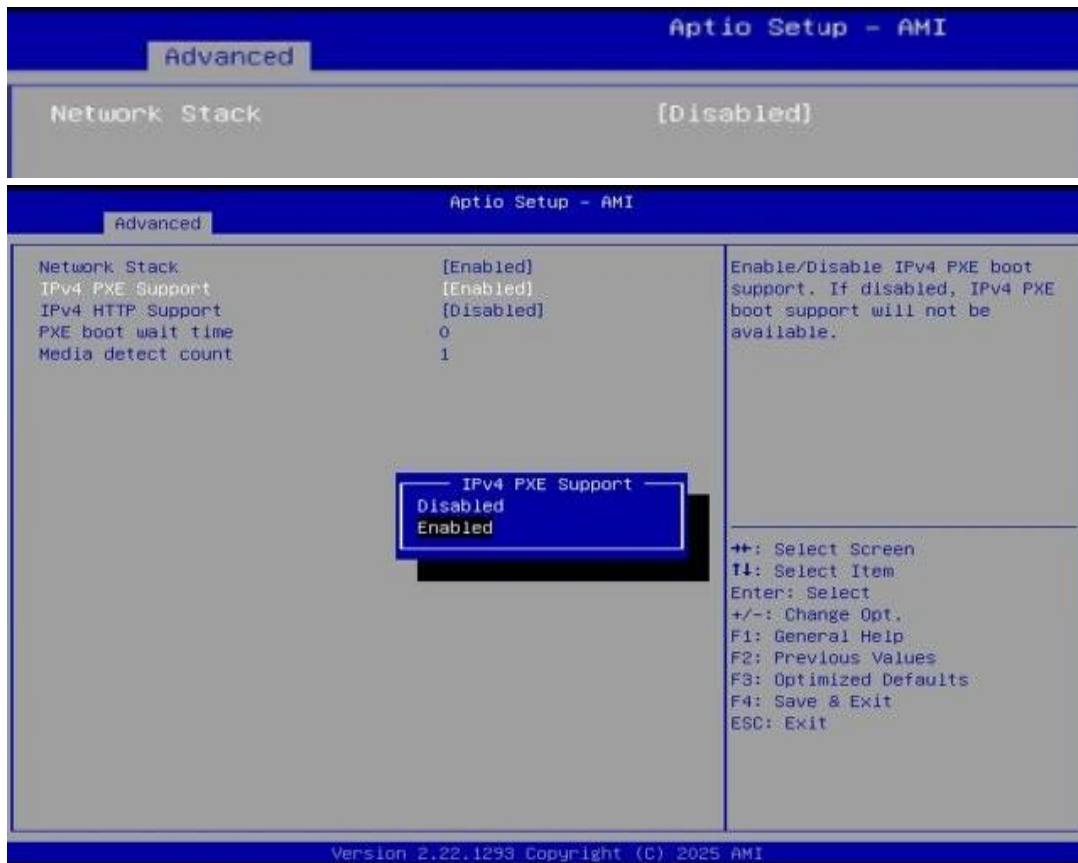 Aptio Setup - AMI
Advanced
Network Stack [Disabled]
Aptio Setup - AMI
Advanced
Network Stack [Enabled]
IPv4 PXE Support [Enabled]
IPv4 HTTP Support [Disabled]
PXE boot wait time 0
Media detect count 1
Enable/Disable IPv4 PXE boot
support. If disabled, IPv4 PXE
boot support will not be
available.
IPv4 PXE Support
Disabled
Enabled
→←: Select Screen
↑↓: Select Item
Enter: Select
+/-: Change Opt.
F1: General Help
F2: Previous Values
F3: Optimized Defaults
F4: Save & Exit
ESC: Exit
Version 2.22.1293 Copyright (C) 2025 AMI